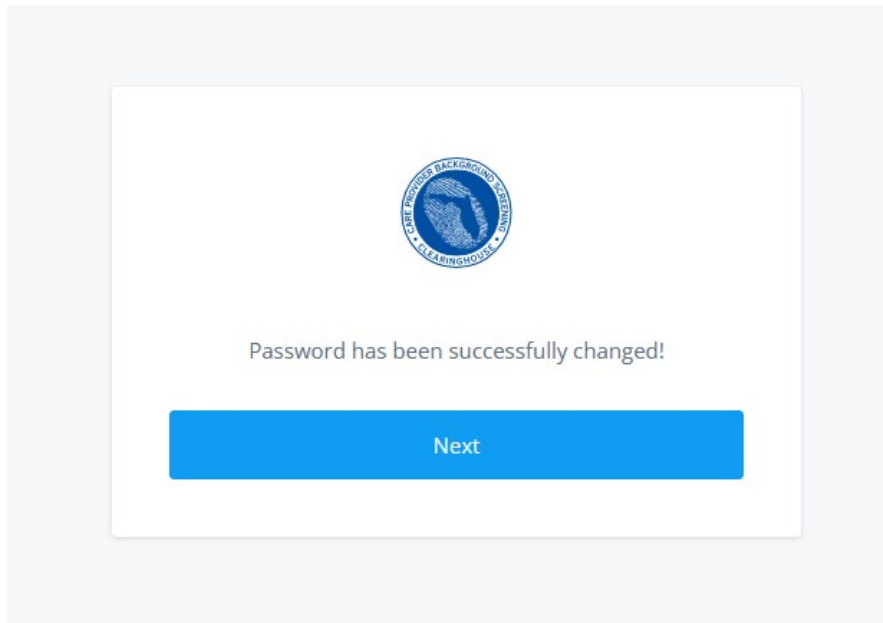 CARE PROVIDER BACKGROUND SCREENING
• CLEARINGHOUSE •
Password has been successfully changed!
Next